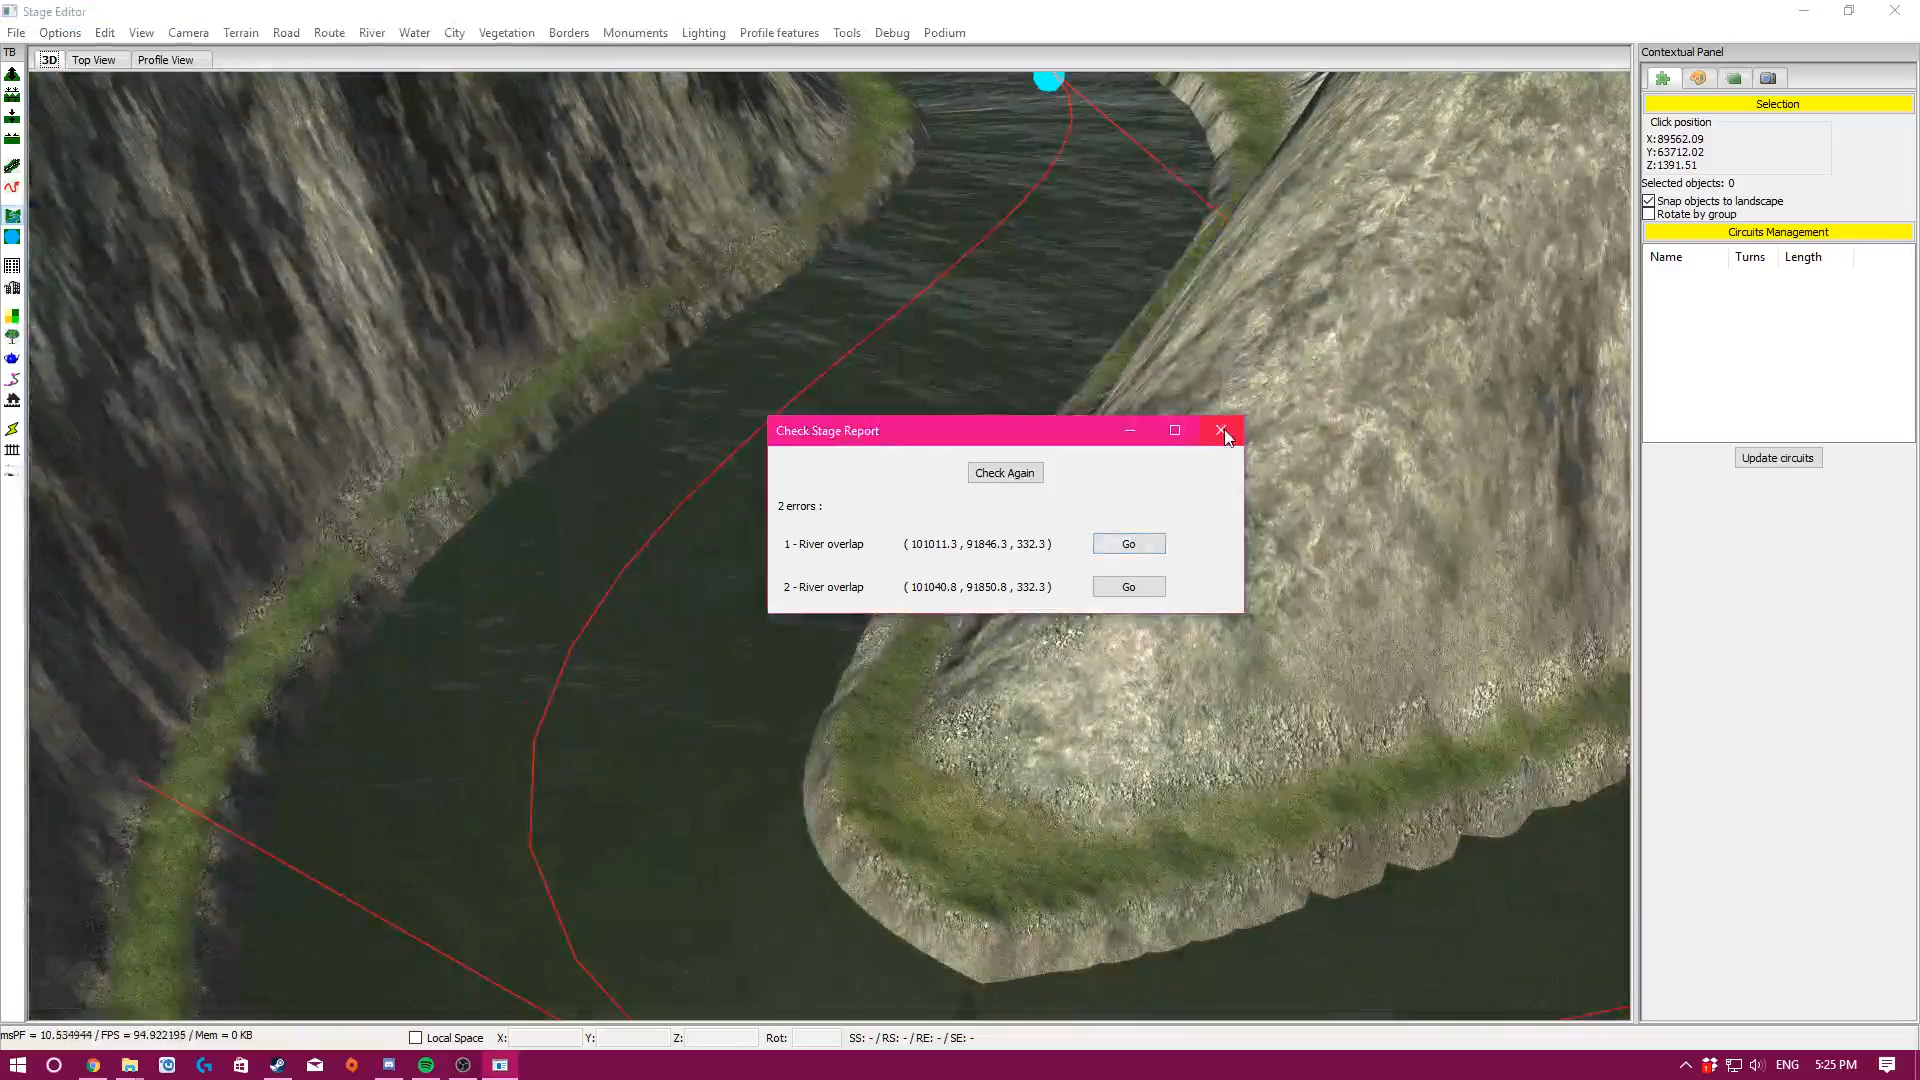 Stage Editor
File Options Edit View Camera Terrain Road Route River Water City Vegetation Borders Monuments Lighting Profile features Tools Debug Podium
TB
3D Top View Profile View
Contextual Panel
Selection
Click position
X:89562.09
Y:63712.02
Z:1391.51
Selected objects: 0
Snap objects to landscape
Rotate by group
Circuits Management
Name Turns Length
Update circuits
Check Stage Report
Check Again
2 errors :
1 - River overlap ( 101011.3 , 91846.3 , 332.3 ) Go
2 - River overlap ( 101040.8 , 91850.8 , 332.3 ) Go
msPF = 10.534944 / FPS = 94.922195 / Mem = 0 KB
Local Space X: Y: Z: Rot: SS: - / RS: - / RE: - / SE: -
ENG 5:25 PM